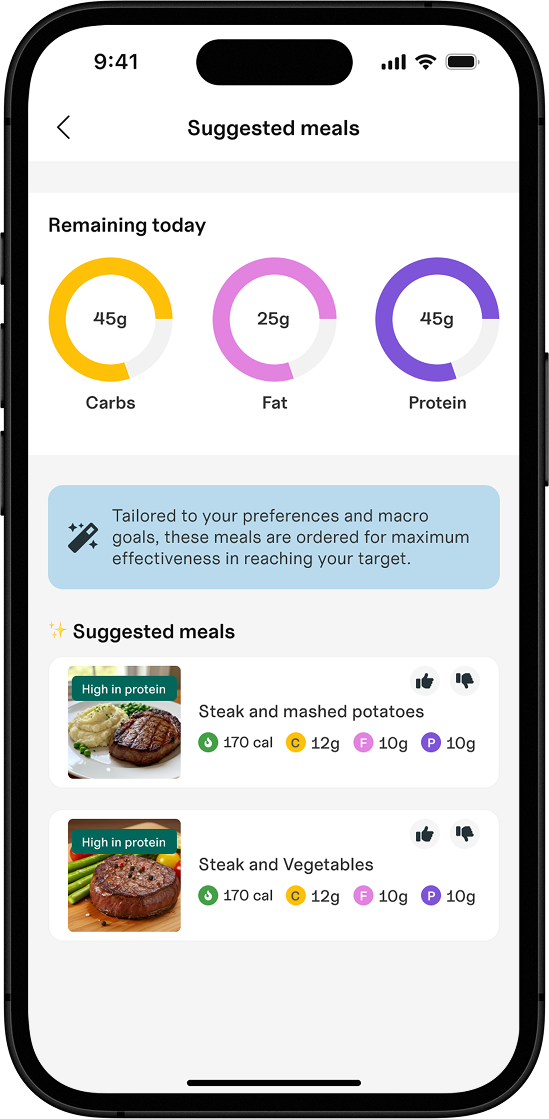 9:41
Suggested meals
Remaining today
45g
25g
45g
Carbs
Fat
Protein
Tailored to your preferences and macro
goals, these meals are ordered for maximum
effectiveness in reaching your target.
✨ Suggested meals
High in protein
Steak and mashed potatoes
170 cal C 12g F 10g P 10g
High in protein
Steak and Vegetables
170 cal C 12g F 10g P 10g